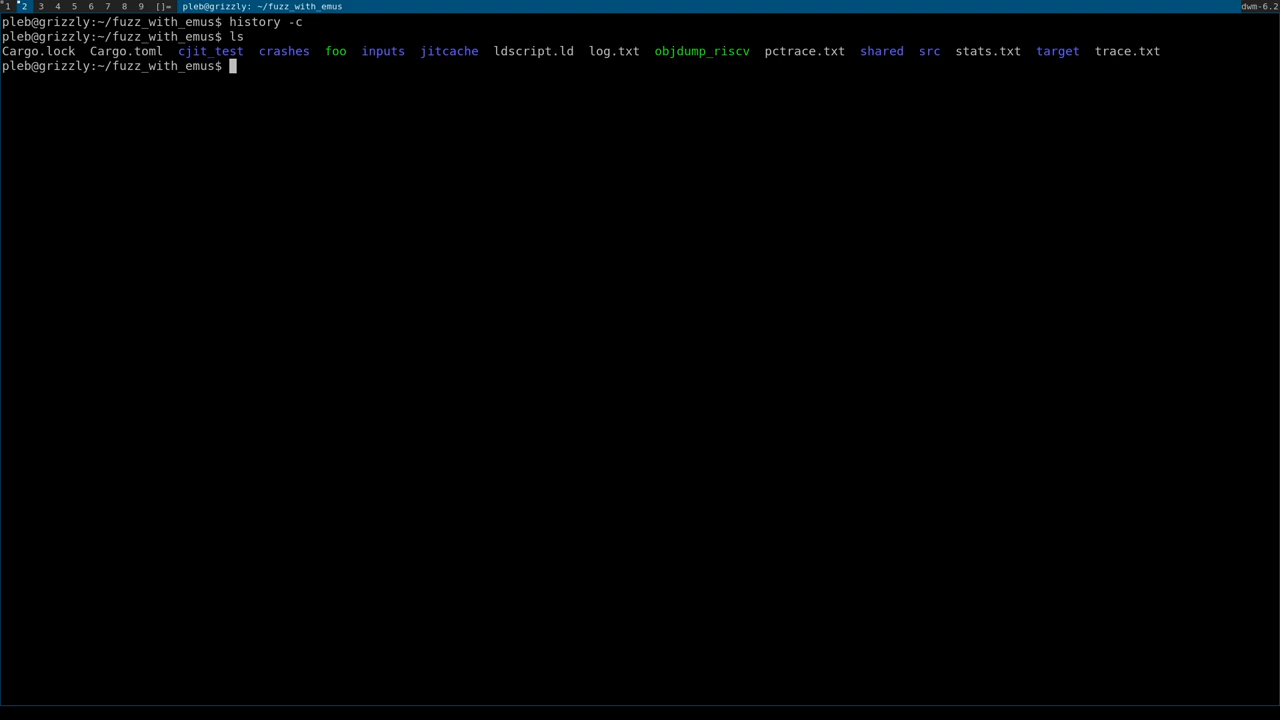 1 2 3 4 5 6 7 8 9 []= pleb@grizzly: ~/fuzz_with_emus dwm-6.2
pleb@grizzly:~/fuzz_with_emus$ history -c
pleb@grizzly:~/fuzz_with_emus$ ls
Cargo.lock Cargo.toml cjit_test crashes foo inputs jitcache ldscript.ld log.txt objdump_riscv pctrace.txt shared src stats.txt target trace.txt
pleb@grizzly:~/fuzz_with_emus$